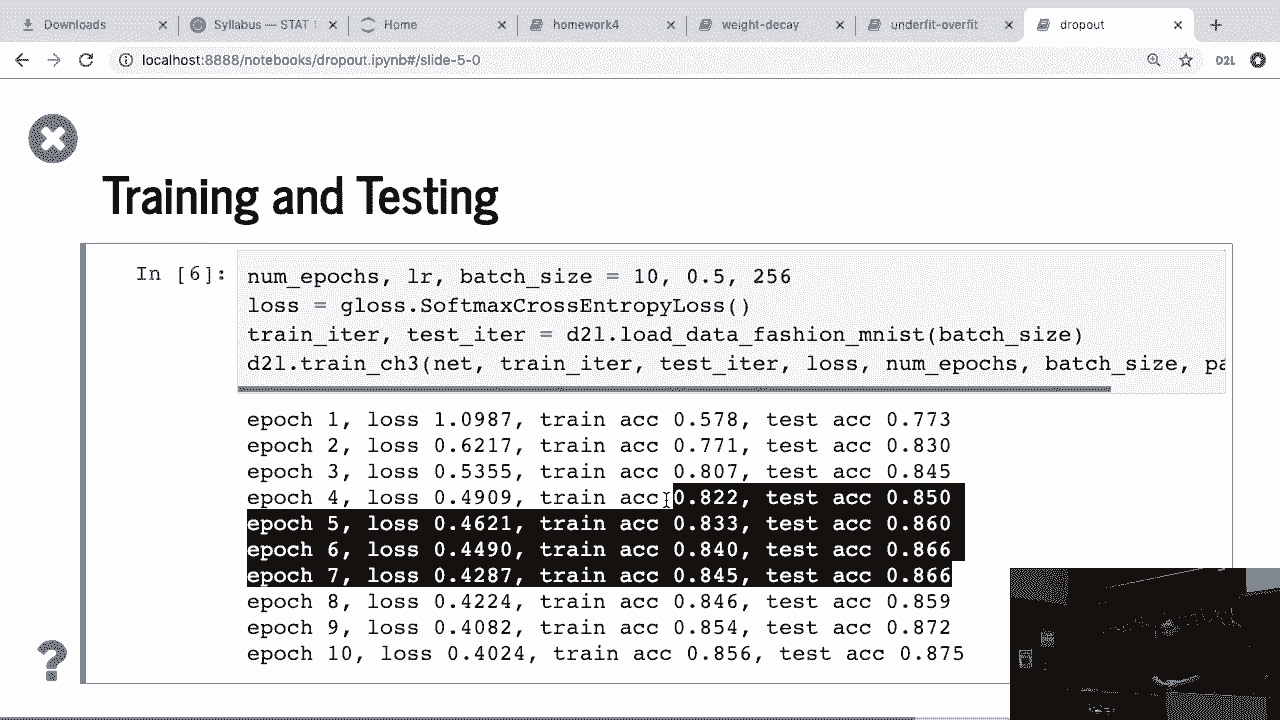 Downloads
Syllabus — STAT 1
Home
homework4
weight-decay
underfit-overfit
dropout
localhost:8888/notebooks/dropout.ipynb#/slide-5-0
D2L
Training and Testing
In [6]:
num_epochs, lr, batch_size = 10, 0.5, 256
loss = gloss.SoftmaxCrossEntropyLoss()
train_iter, test_iter = d2l.load_data_fashion_mnist(batch_size)
d2l.train_ch3(net, train_iter, test_iter, loss, num_epochs, batch_size, pa
epoch 1, loss 1.0987, train acc 0.578, test acc 0.773
epoch 2, loss 0.6217, train acc 0.771, test acc 0.830
epoch 3, loss 0.5355, train acc 0.807, test acc 0.845
epoch 4, loss 0.4909, train acc 0.822, test acc 0.850
epoch 5, loss 0.4621, train acc 0.833, test acc 0.860
epoch 6, loss 0.4490, train acc 0.840, test acc 0.866
epoch 7, loss 0.4287, train acc 0.845, test acc 0.866
epoch 8, loss 0.4224, train acc 0.846, test acc 0.859
epoch 9, loss 0.4082, train acc 0.854, test acc 0.872
epoch 10, loss 0.4024, train acc 0.856, test acc 0.875
?